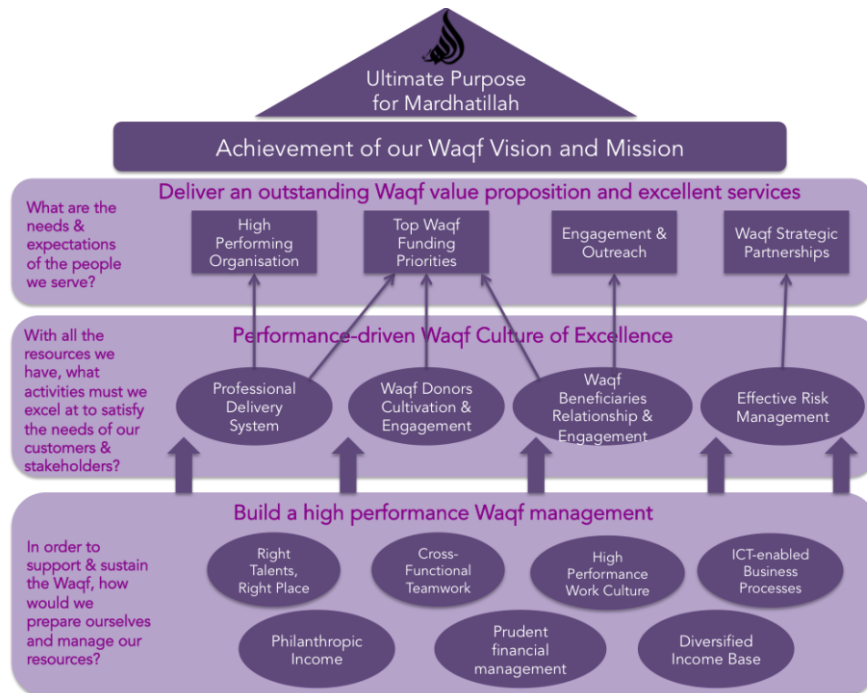 Ultimate Purpose
for Mardhatillah
Achievement of our Waqf Vision and Mission
Deliver an outstanding Waqf value proposition and excellent services
What are the
needs &
expectations
of the people
we serve?
High
Performing
Organisation
Top Waqf
Funding
Priorities
Engagement &
Outreach
Waqf Strategic
Partnerships
Performance-driven Waqf Culture of Excellence
With all the
resources we
have, what
activities must we
excel at to satisfy
the needs of our
customers &
stakeholders?
Professional
Delivery
System
Waqf Donors
Cultivation &
Engagement
Waqf
Beneficiaries
Relationship &
Engagement
Effective Risk
Management
Build a high performance Waqf management
In order to
support & sustain
the Waqf, how
would we
prepare ourselves
and manage our
resources?
Right
Talents,
Right Place
Cross-
Functional
Teamwork
High
Performance
Work Culture
ICT-enabled
Business
Processes
Philanthropic
Income
Prudent
financial
management
Diversified
Income Base